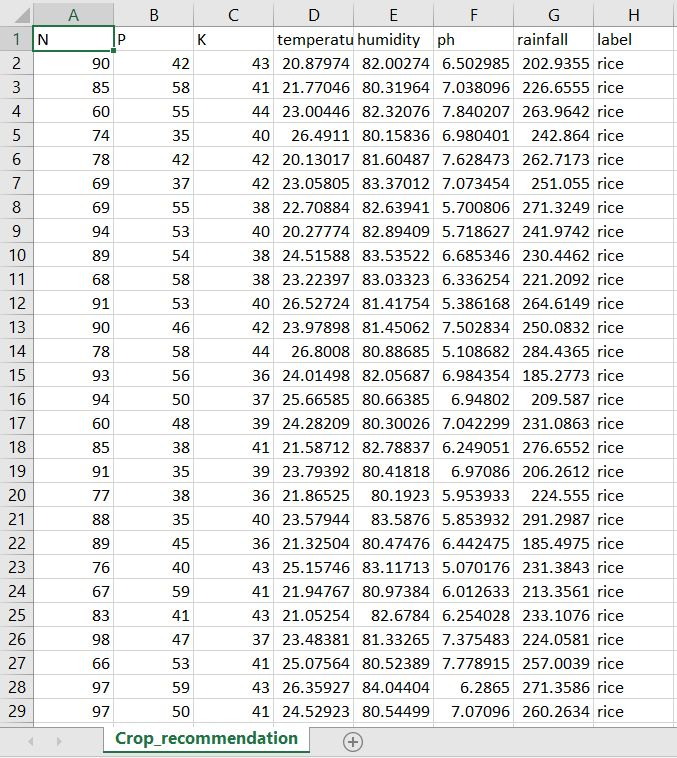 A B C D E F G H
1 N P K temperatu humidity ph rainfall label
2 90 42 43 20.87974 82.00274 6.502985 202.9355 rice
3 85 58 41 21.77046 80.31964 7.038096 226.6555 rice
4 60 55 44 23.00446 82.32076 7.840207 263.9642 rice
5 74 35 40 26.4911 80.15836 6.980401 242.864 rice
6 78 42 42 20.13017 81.60487 7.628473 262.7173 rice
7 69 37 42 23.05805 83.37012 7.073454 251.055 rice
8 69 55 38 22.70884 82.63941 5.700806 271.3249 rice
9 94 53 40 20.27774 82.89409 5.718627 241.9742 rice
10 89 54 38 24.51588 83.53522 6.685346 230.4462 rice
11 68 58 38 23.22397 83.03323 6.336254 221.2092 rice
12 91 53 40 26.52724 81.41754 5.386168 264.6149 rice
13 90 46 42 23.97898 81.45062 7.502834 250.0832 rice
14 78 58 44 26.8008 80.88685 5.108682 284.4365 rice
15 93 56 36 24.01498 82.05687 6.984354 185.2773 rice
16 94 50 37 25.66585 80.66385 6.94802 209.587 rice
17 60 48 39 24.28209 80.30026 7.042299 231.0863 rice
18 85 38 41 21.58712 82.78837 6.249051 276.6552 rice
19 91 35 39 23.79392 80.41818 6.97086 206.2612 rice
20 77 38 36 21.86525 80.1923 5.953933 224.555 rice
21 88 35 40 23.57944 83.5876 5.853932 291.2987 rice
22 89 45 36 21.32504 80.47476 6.442475 185.4975 rice
23 76 40 43 25.15746 83.11713 5.070176 231.3843 rice
24 67 59 41 21.94767 80.97384 6.012633 213.3561 rice
25 83 41 43 21.05254 82.6784 6.254028 233.1076 rice
26 98 47 37 23.48381 81.33265 7.375483 224.0581 rice
27 66 53 41 25.07564 80.52389 7.778915 257.0039 rice
28 97 59 43 26.35927 84.04404 6.2865 271.3586 rice
29 97 50 41 24.52923 80.54499 7.07096 260.2634 rice
Crop_recommendation